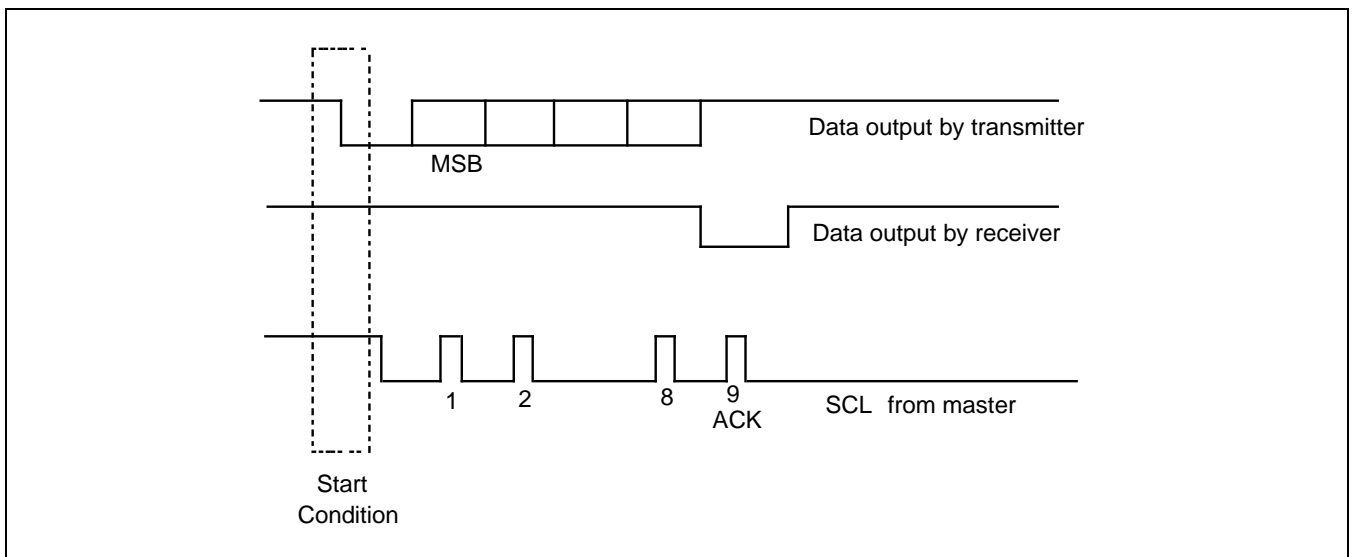 Data output by transmitter
MSB
Data output by receiver
1
2
8
9
ACK
SCL from master
Start
Condition